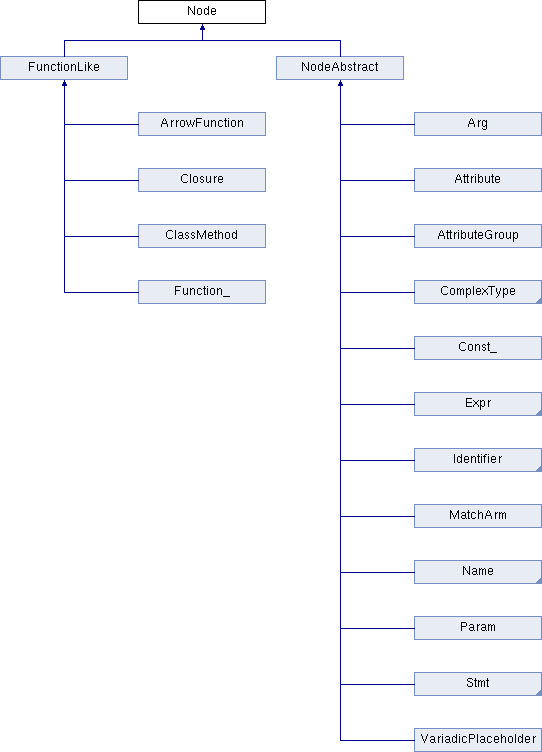 Node
FunctionLike
NodeAbstract
ArrowFunction
Arg
Closure
Attribute
ClassMethod
AttributeGroup
Function_
ComplexType
Const_
Expr
Identifier
MatchArm
Name
Param
Stmt
VariadicPlaceholder